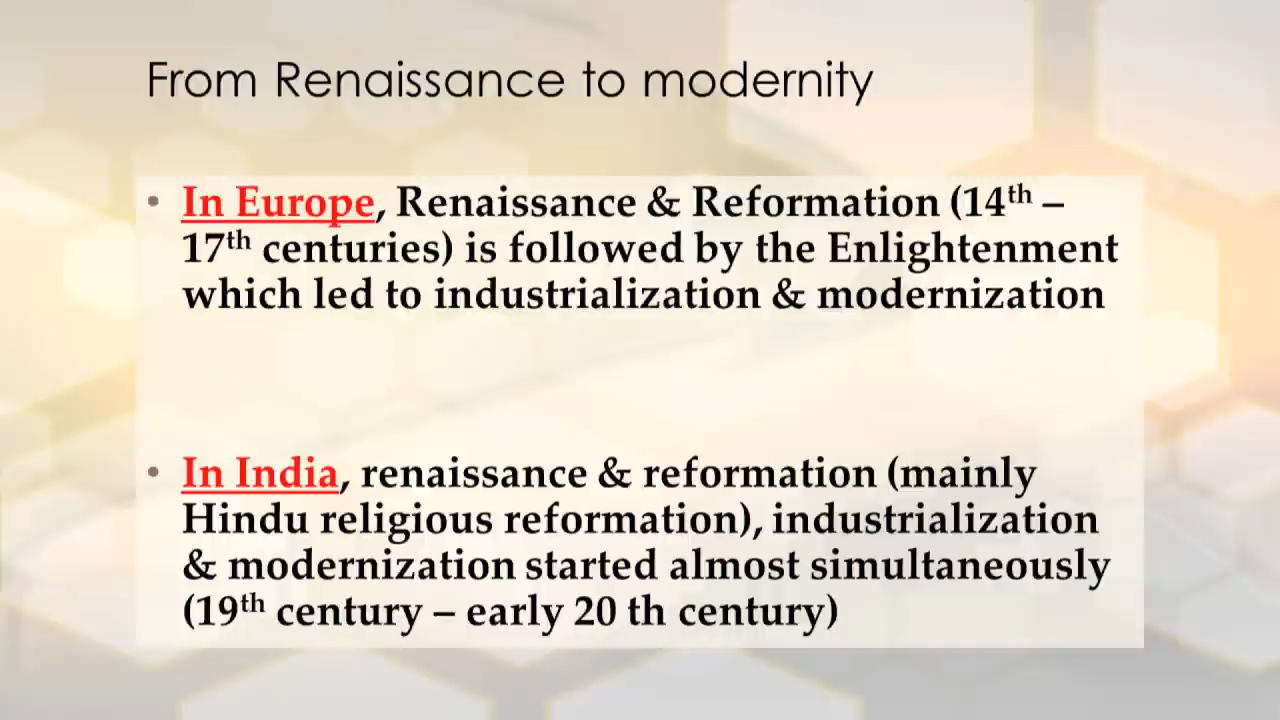 From Renaissance to modernity
• In Europe, Renaissance & Reformation (14th –
17th centuries) is followed by the Enlightenment
which led to industrialization & modernization
• In India, renaissance & reformation (mainly
Hindu religious reformation), industrialization
& modernization started almost simultaneously
(19th century – early 20 th century)